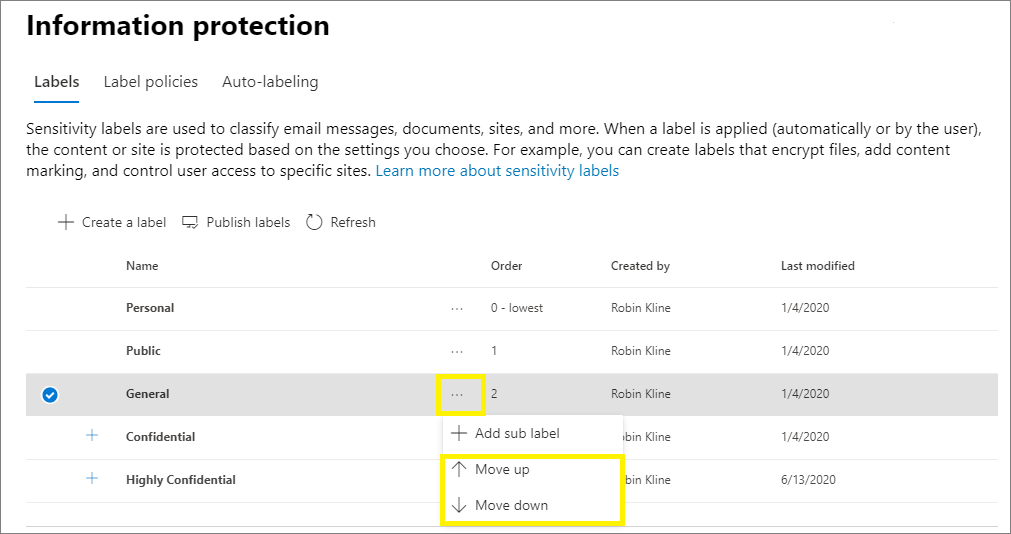 Information protection
Labels Label policies Auto-labeling
Sensitivity labels are used to classify email messages, documents, sites, and more. When a label is applied (automatically or by the user),
the content or site is protected based on the settings you choose. For example, you can create labels that encrypt files, add content
marking, and control user access to specific sites. Learn more about sensitivity labels
Create a label Publish labels Refresh
Name Order Created by Last modified
Personal ... 0 - lowest Robin Kline 1/4/2020
Public ... 1 Robin Kline 1/4/2020
General ... 2 Robin Kline 1/4/2020
Confidential obin Kline 1/4/2020
Add sub label
Highly Confidential obin Kline 6/13/2020
Move up
Move down